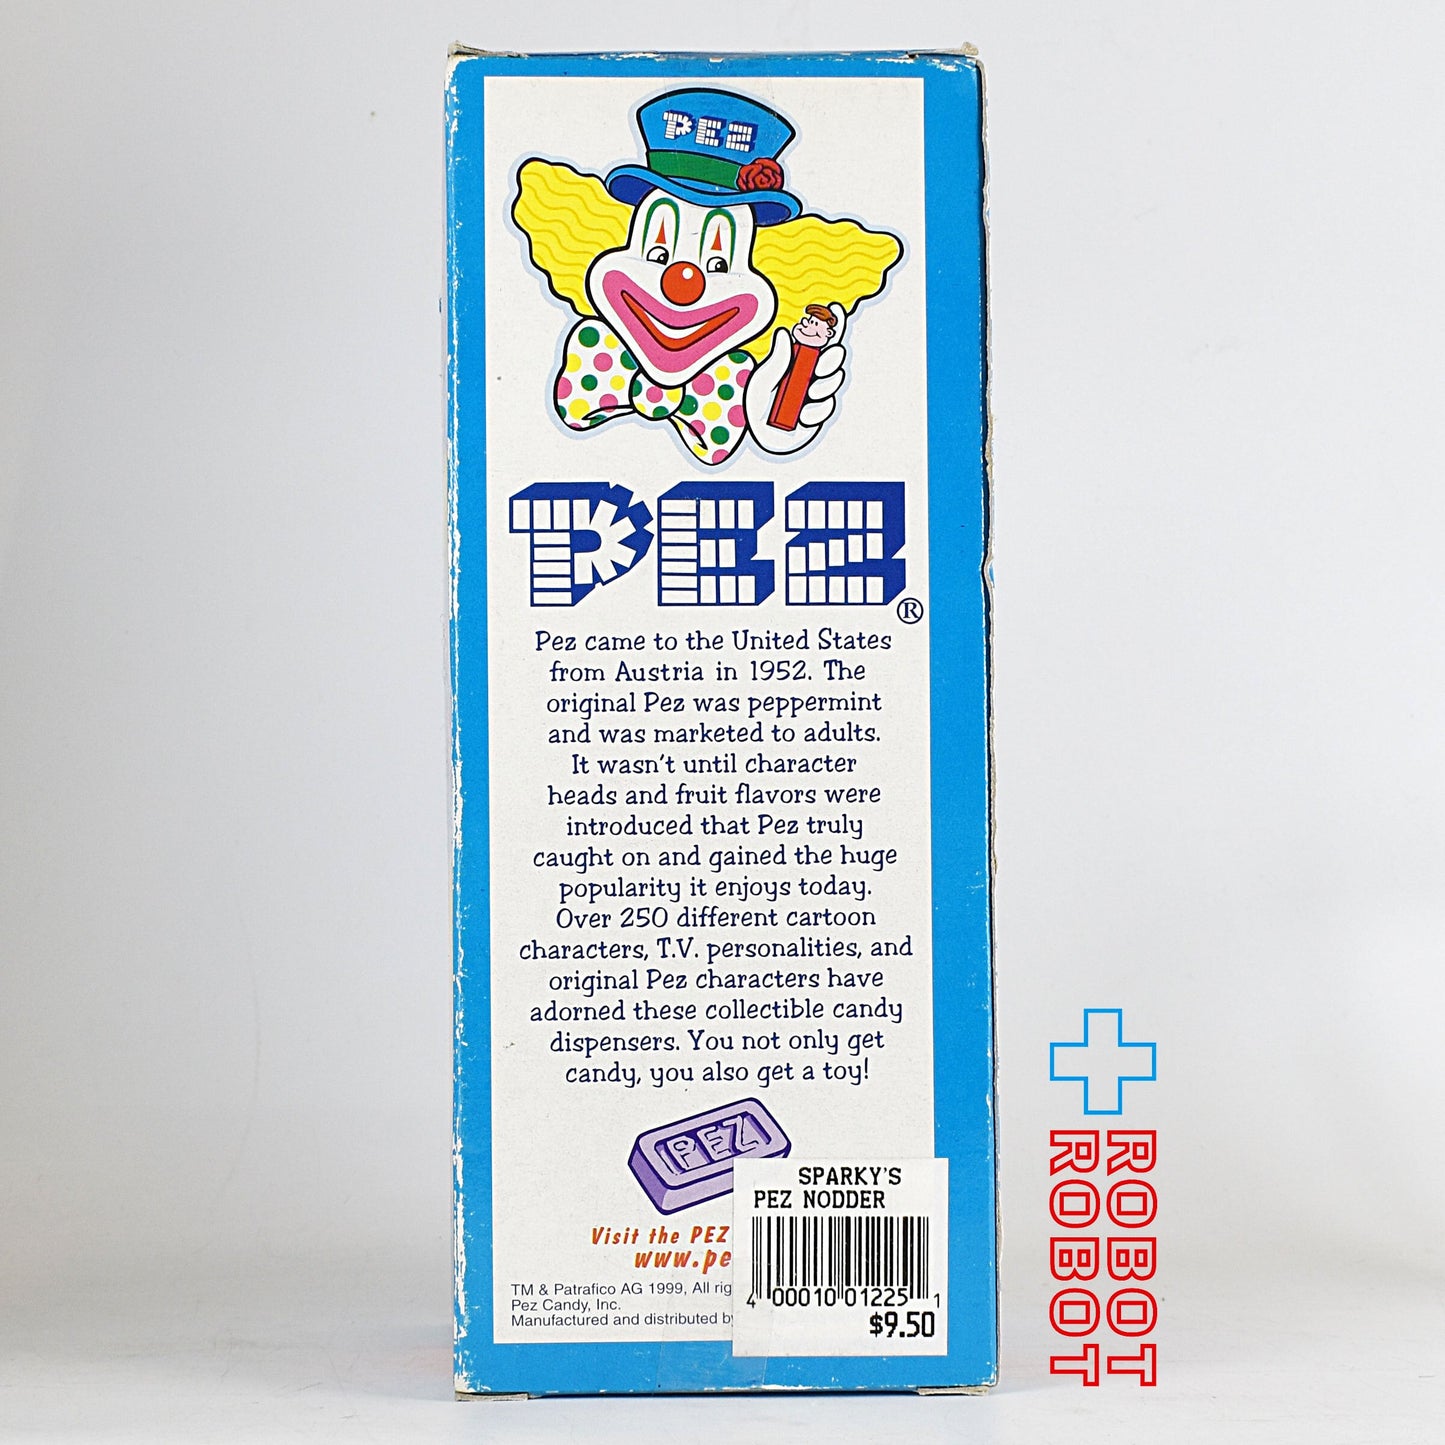 PEZ
PEZ®
Pez came to the United States
from Austria in 1952. The
original Pez was peppermint
and was marketed to adults.
It wasn't until character
heads and fruit flavors were
introduced that Pez truly
caught on and gained the huge
popularity it enjoys today.
Over 250 different cartoon
characters, T.V. personalities, and
original Pez characters have
adorned these collectible candy
dispensers. You not only get
candy, you also get a toy!
PEZ
Visit the PEZ
www.pe
TM & Patrafico AG 1999, All rig
Pez Candy, Inc.
Manufactured and distributed by
SPARKY'S
PEZ NODDER
4 00010 01225 1
$9.50
ROBOT
ROBOT